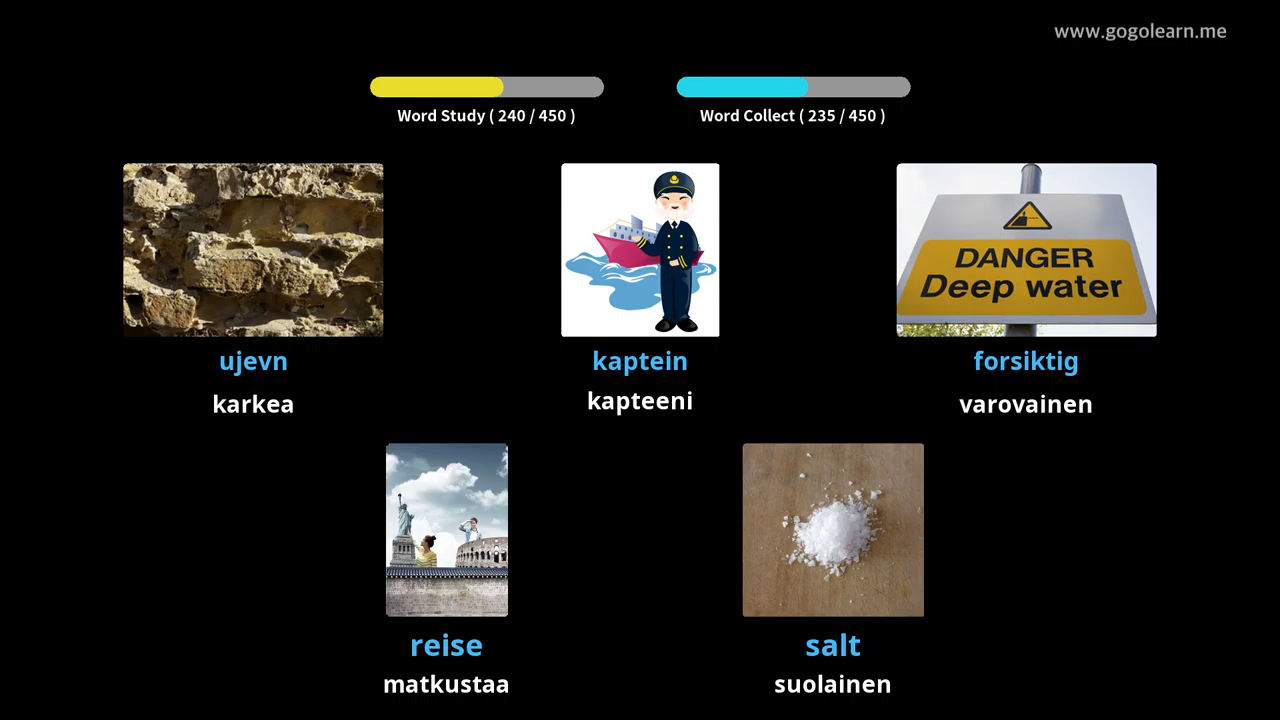 www.gogolearn.me
Word Study ( 240 / 450 )
Word Collect ( 235 / 450 )
DANGER
Deep water
ujevn
kaptein
forsiktig
karkea
kapteeni
varovainen
reise
salt
matkustaa
suolainen